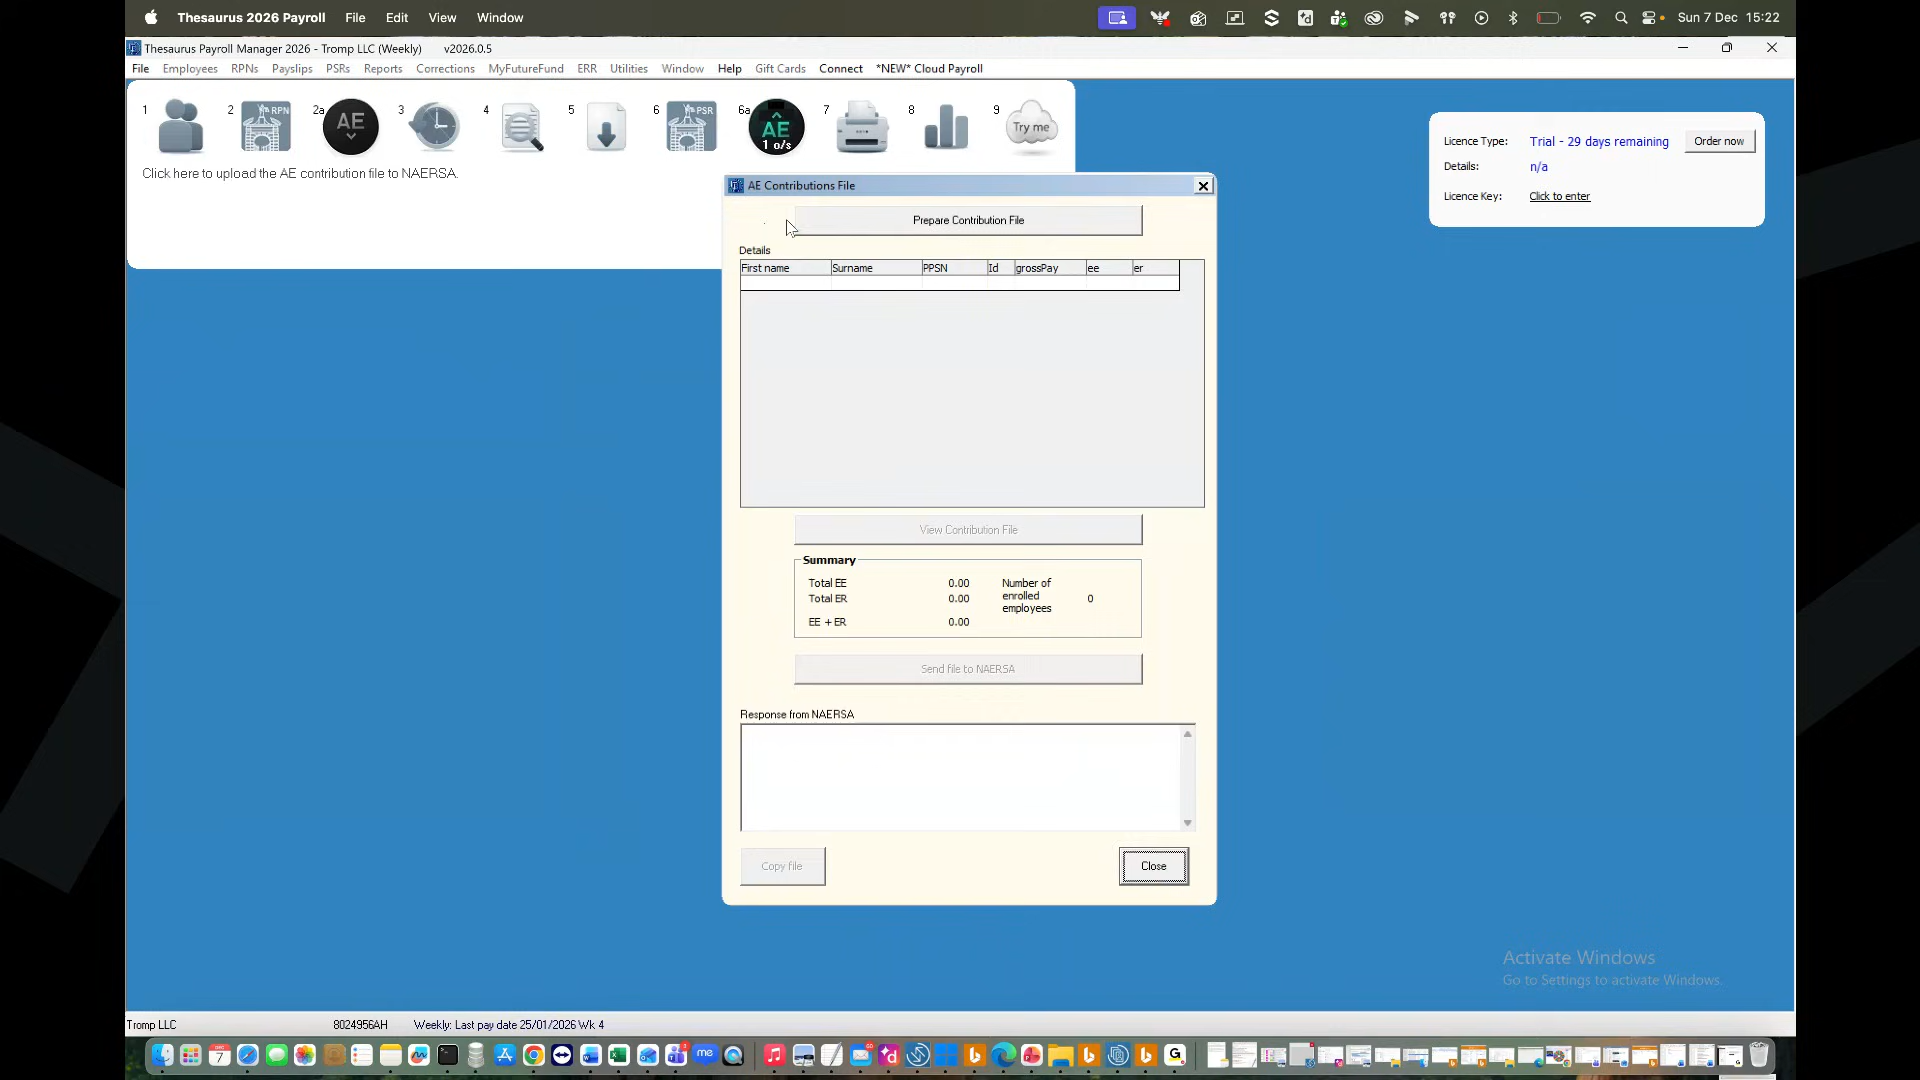 Thesaurus 2026 Payroll File Edit View Window Sun 7 Dec 15:22
Thesaurus Payroll Manager 2026 - Tromp LLC (Weekly) v2026.0.5
File Employees RPNs Payslips PSRs Reports Corrections MyFutureFund ERR Utilities Window Help Gift Cards Connect *NEW* Cloud Payroll
1 2 RPN 2a AE 3 4 5 6 PSR 6a AE 1 o/s 7 8 9 Try me
Click here to upload the AE contribution file to NAERSA.
Licence Type: Trial - 29 days remaining Order now
Details: n/a
Licence Key: Click to enter
AE Contributions File
Prepare Contribution File
Details
First name Surname PPSN Id grossPay ee er
View Contribution File
Summary
Total EE 0.00
Total ER 0.00
EE + ER 0.00
Number of
enrolled
employees
0
Send file to NAERSA
Response from NAERSA
Copy file Close
Activate Windows
Go to Settings to activate Windows.
Tromp LLC 8024956AH Weekly: Last pay date 25/01/2026 Wk 4